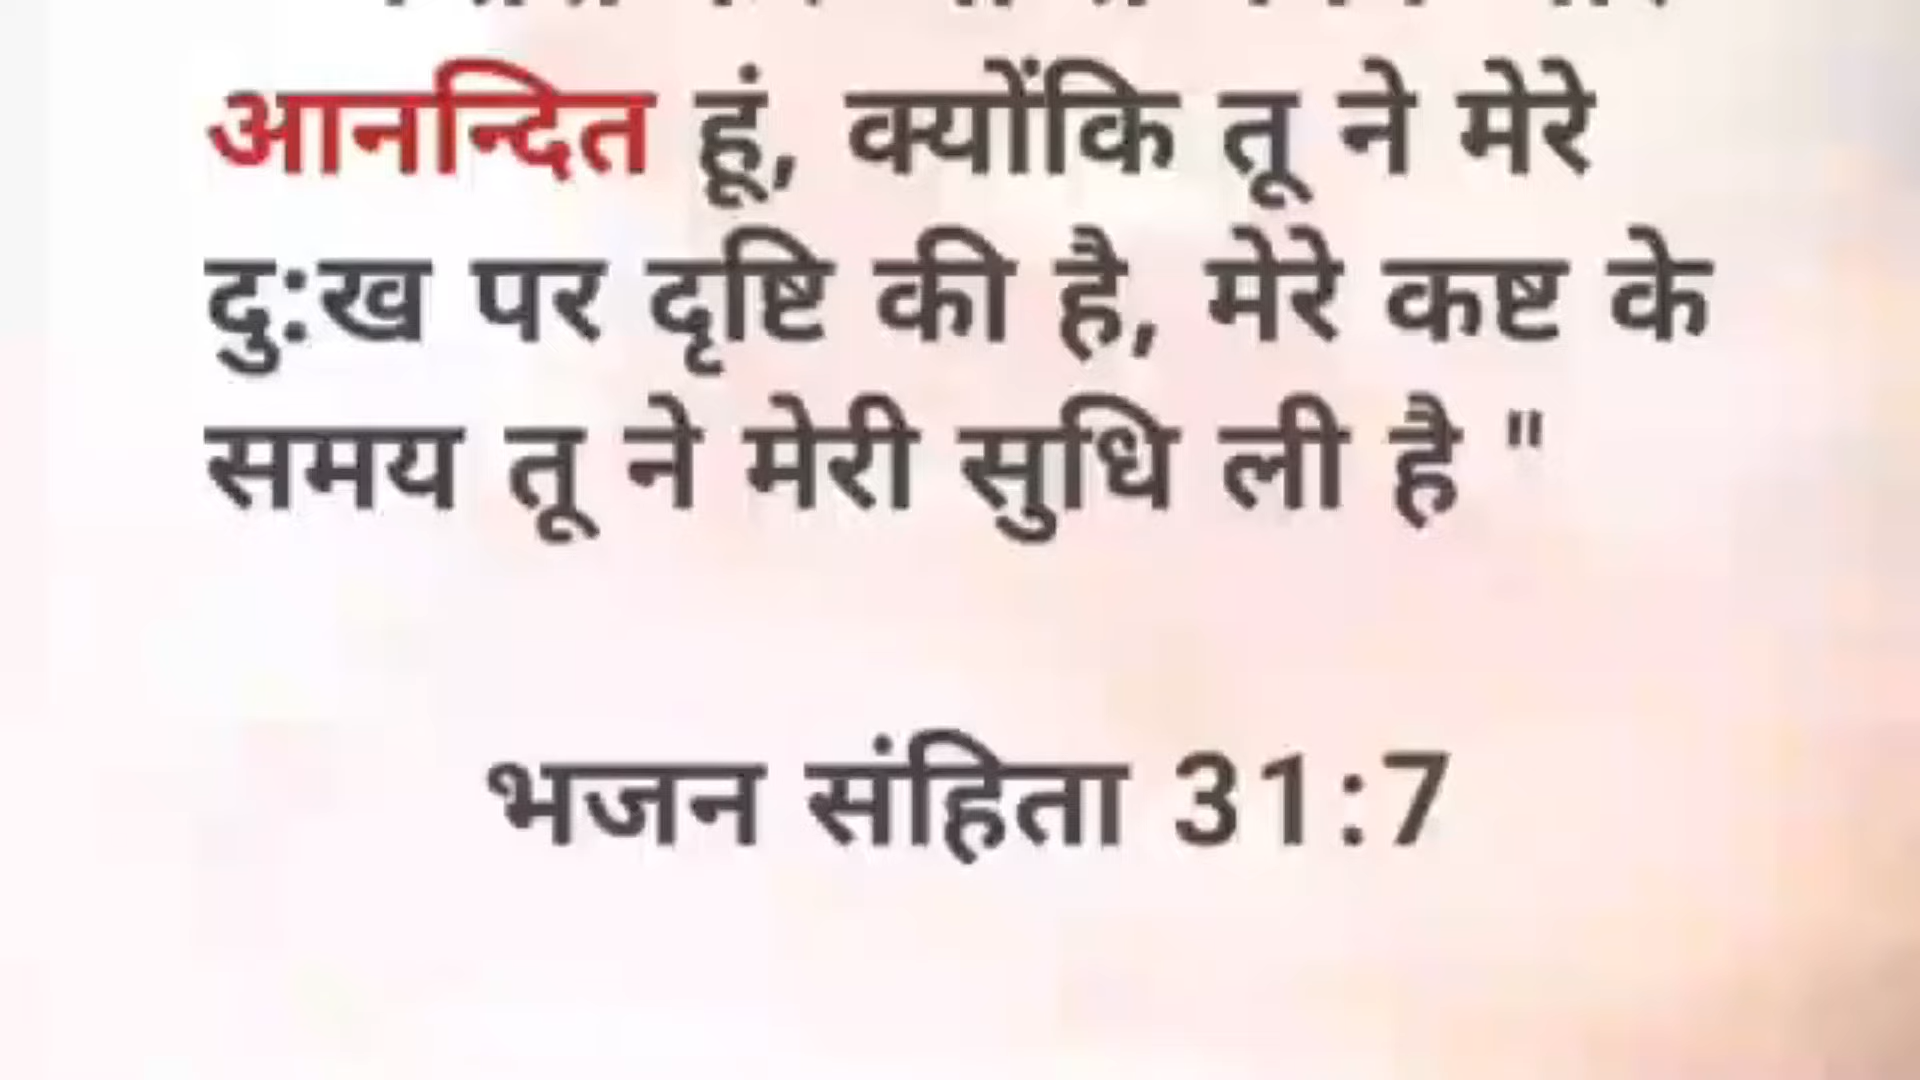 आनन्दित हूं, क्योंकि तू ने मेरे
दु:ख पर दृष्टि की है, मेरे कष्ट के
समय तू ने मेरी सुधि ली है "
भजन संहिता 31:7